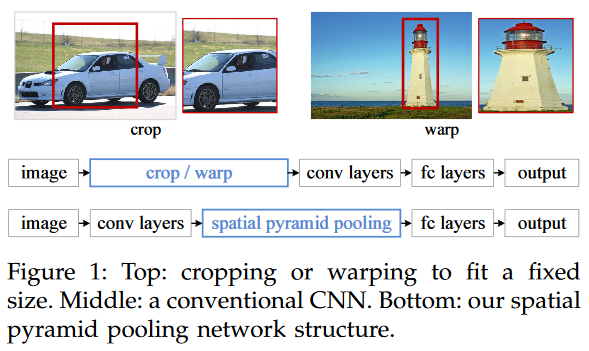 crop
warp
image crop / warp conv layers fc layers output
image conv layers spatial pyramid pooling fc layers output
Figure 1: Top: cropping or warping to fit a fixed
size. Middle: a conventional CNN. Bottom: our spatial
pyramid pooling network structure.